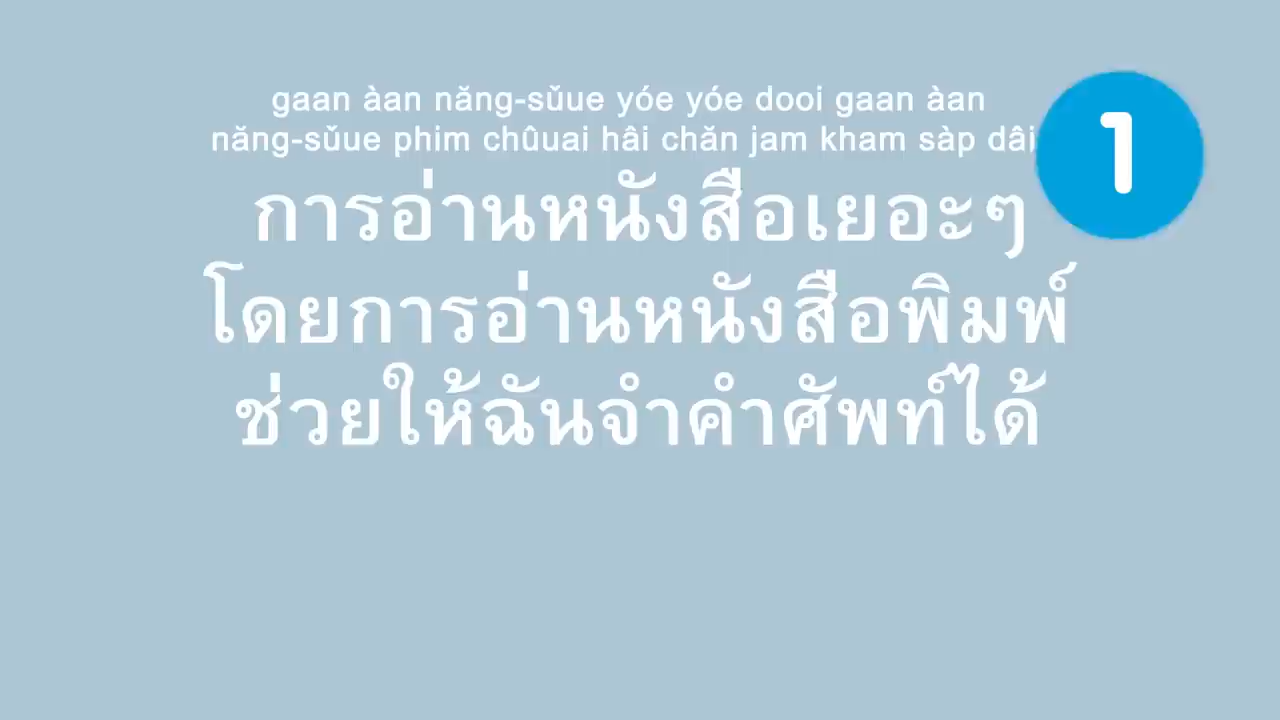 gaan àan năng-sŭue yóe yóe dooi gaan àan
năng-sŭue phim chûuai hâi chăn jam kham sàp dâi
1
การอ่านหนังสือเยอะๆ
โดยการอ่านหนังสือพิมพ์
ช่วยให้ฉันจำคำศัพท์ได้